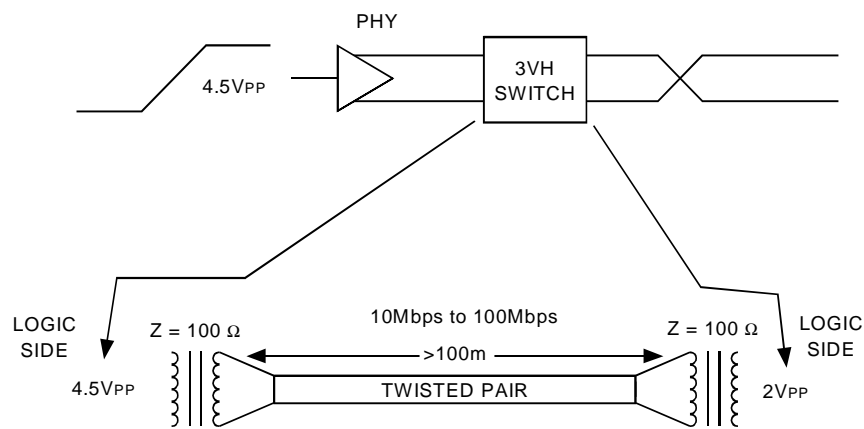 PHY
4.5VPP
3VH
SWITCH
10Mbps to 100Mbps
LOGIC
SIDE
Z = 100 Ω
Z = 100 Ω
LOGIC
SIDE
>100m
4.5VPP
TWISTED PAIR
2VPP